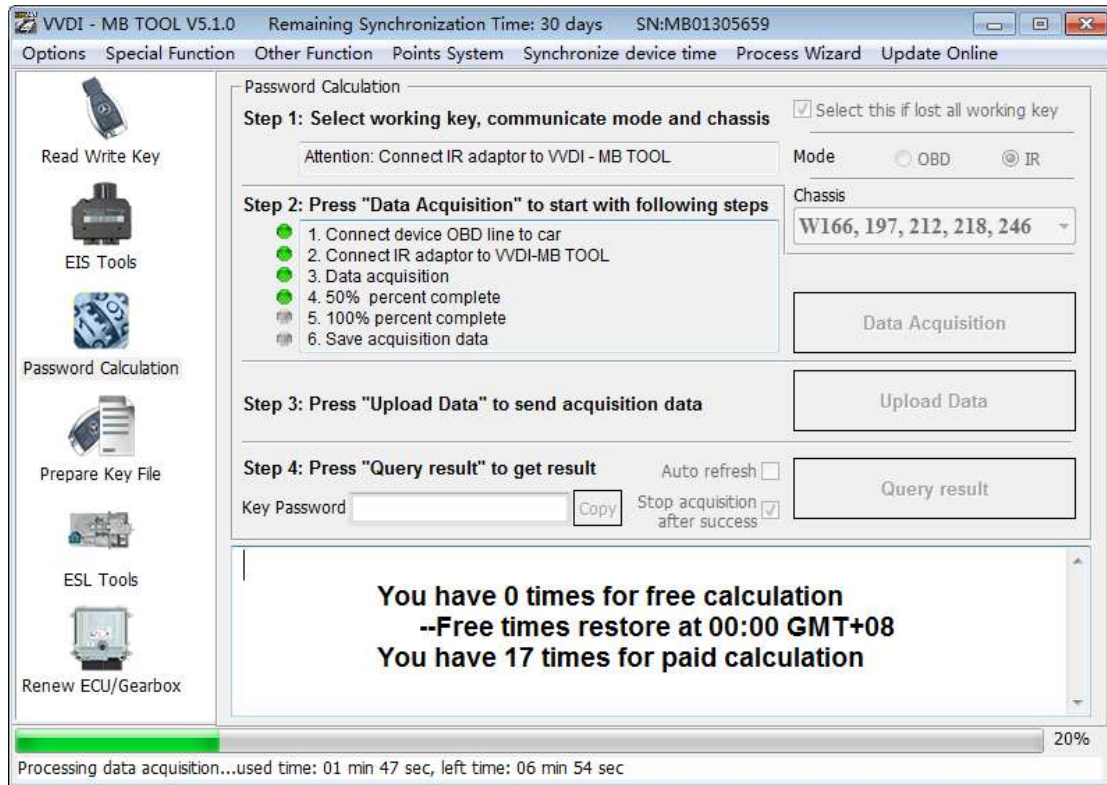 VVDI - MB TOOL V5.1.0 Remaining Synchronization Time: 30 days SN:MB01305659
Options Special Function Other Function Points System Synchronize device time Process Wizard Update Online
Read Write Key
EIS Tools
Password Calculation
Prepare Key File
ESL Tools
Renew ECU/Gearbox
Password Calculation
Step 1: Select working key, communicate mode and chassis
Select this if lost all working key
Attention: Connect IR adaptor to VVDI - MB TOOL
Mode OBD IR
Step 2: Press "Data Acquisition" to start with following steps
Chassis
W166, 197, 212, 218, 246
1. Connect device OBD line to car
2. Connect IR adaptor to VVDI-MB TOOL
3. Data acquisition
4. 50% percent complete
5. 100% percent complete
6. Save acquisition data
Data Acquisition
Step 3: Press "Upload Data" to send acquisition data
Upload Data
Step 4: Press "Query result" to get result
Auto refresh
Key Password
Copy
Stop acquisition
after success
Query result
You have 0 times for free calculation
--Free times restore at 00:00 GMT+08
You have 17 times for paid calculation
20%
Processing data acquisition...used time: 01 min 47 sec, left time: 06 min 54 sec